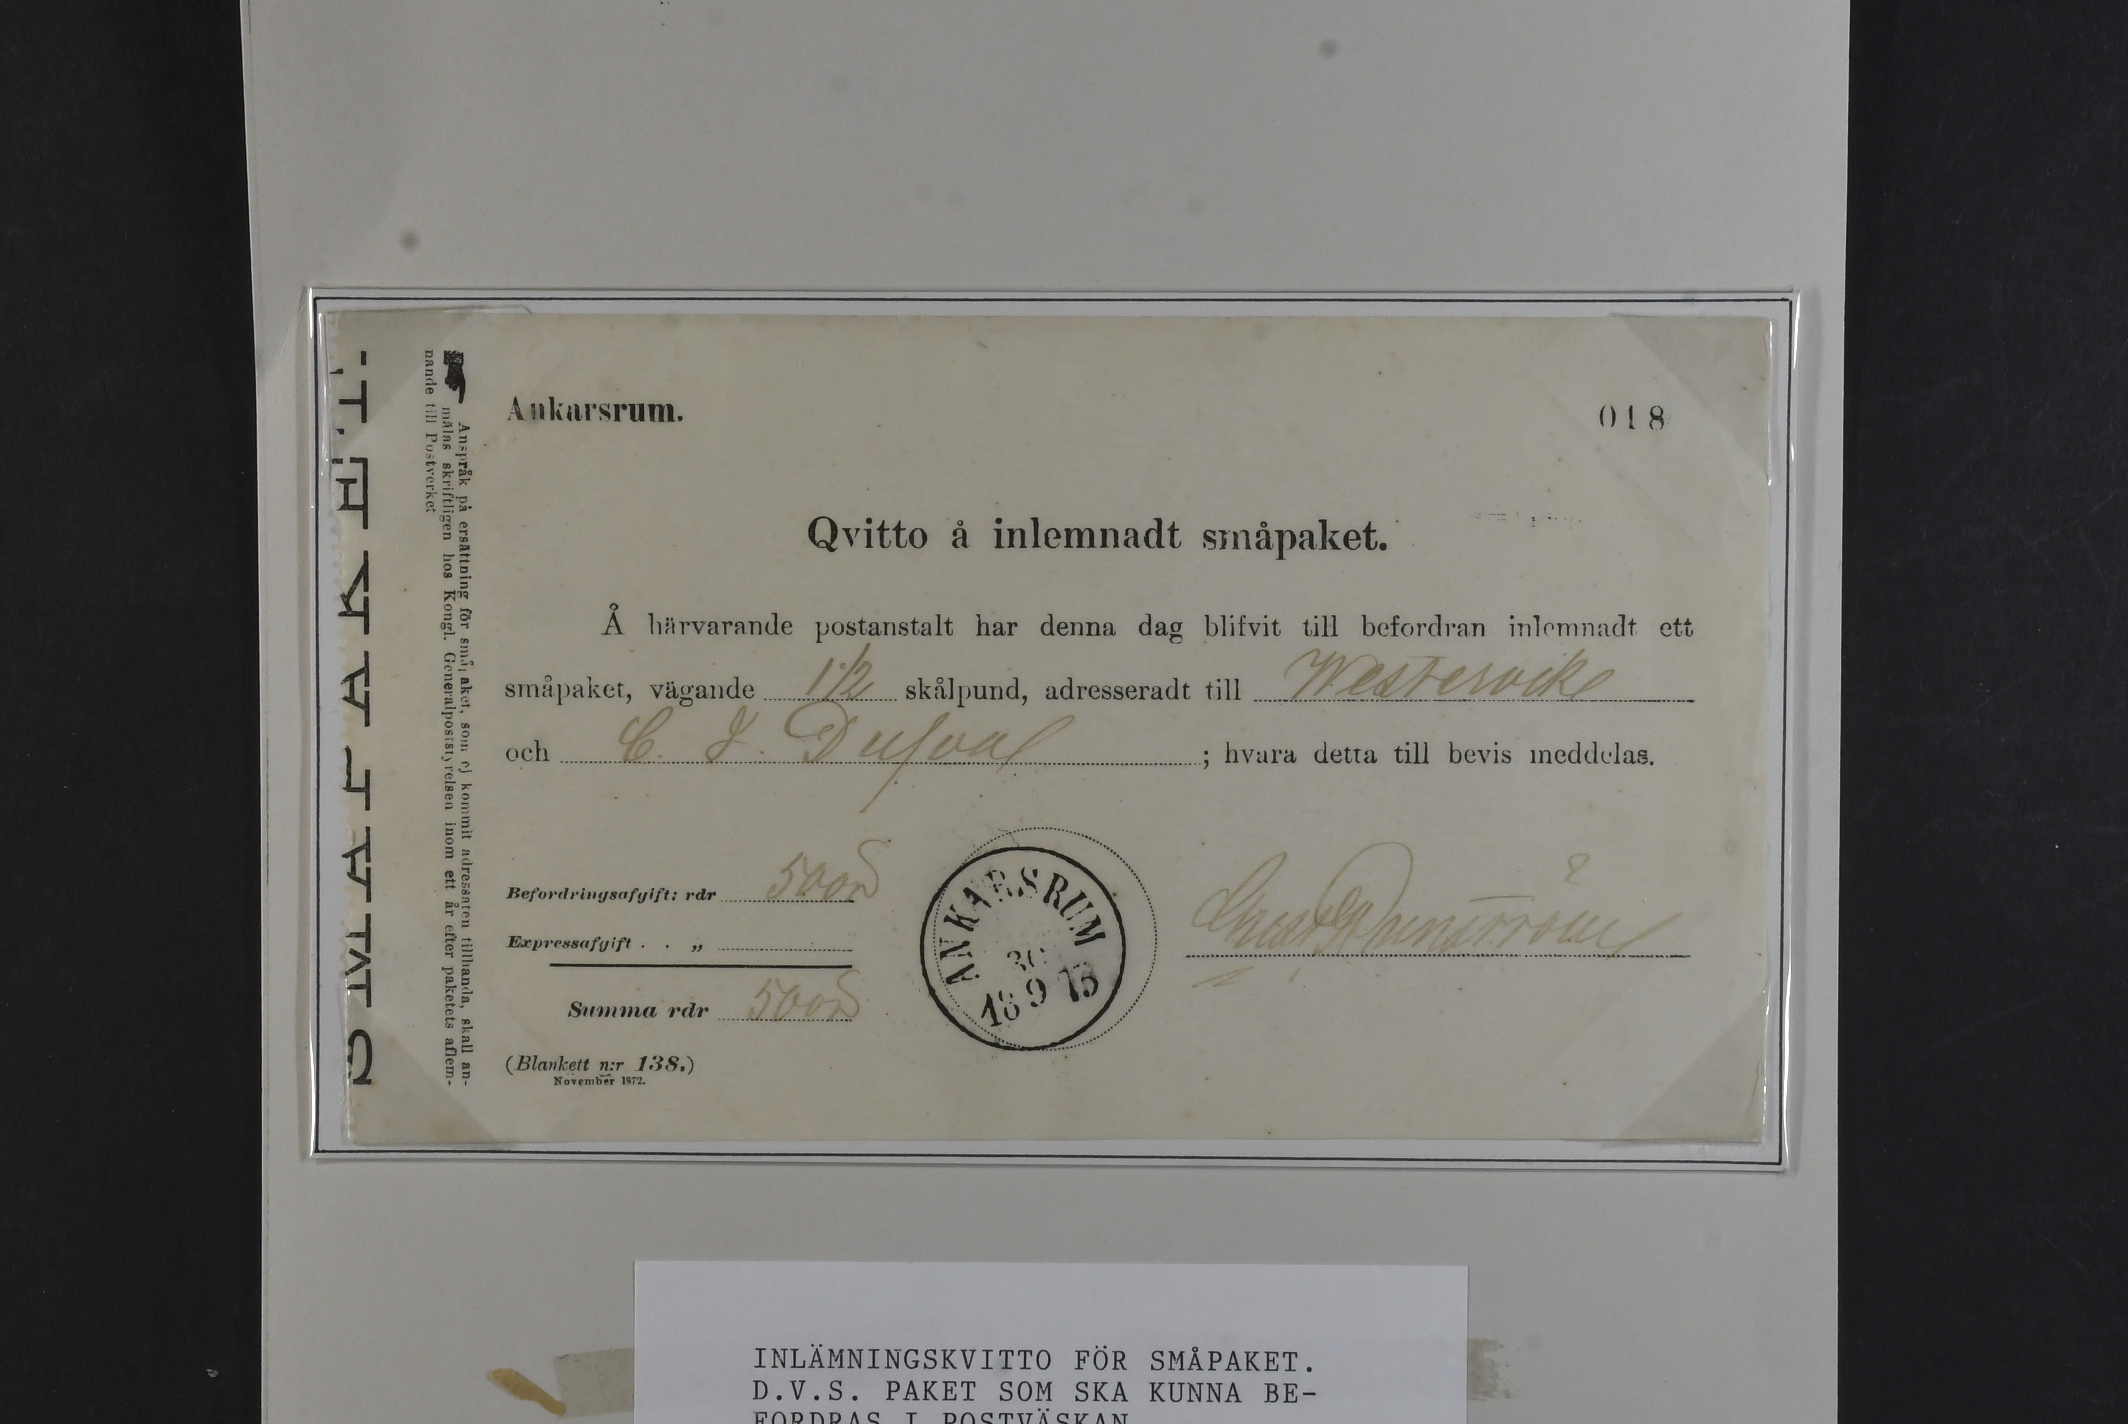 Ankarsrum.
018
Qvitto å inlemnadt småpaket.
Å härvarande postanstalt har denna dag blifvit till befordran inlemnadt ett
småpaket, vägande 1 1/2 skålpund, adresseradt till Westervik
och C. J. Dufval ; hvara detta till bevis meddelas.
Befordringsafgift: rdr
Expressafgift . . „
Summa rdr
(Blankett n:r 138.)
November 1872.
ANKARSRUM
30
18 9 73
Anspråk på ersättning för småpaket, som ej kommit adressaten tillhanda, skall an-
mälas skriftligen hos Kongl. Generalpoststyrelsen inom ett år efter paketets aflem-
nande till Postverket
INLÄMNINGSKVITTO FÖR SMÅPAKET.
D.V.S. PAKET SOM SKA KUNNA BE-
FORDRAS I POSTVÄSKAN